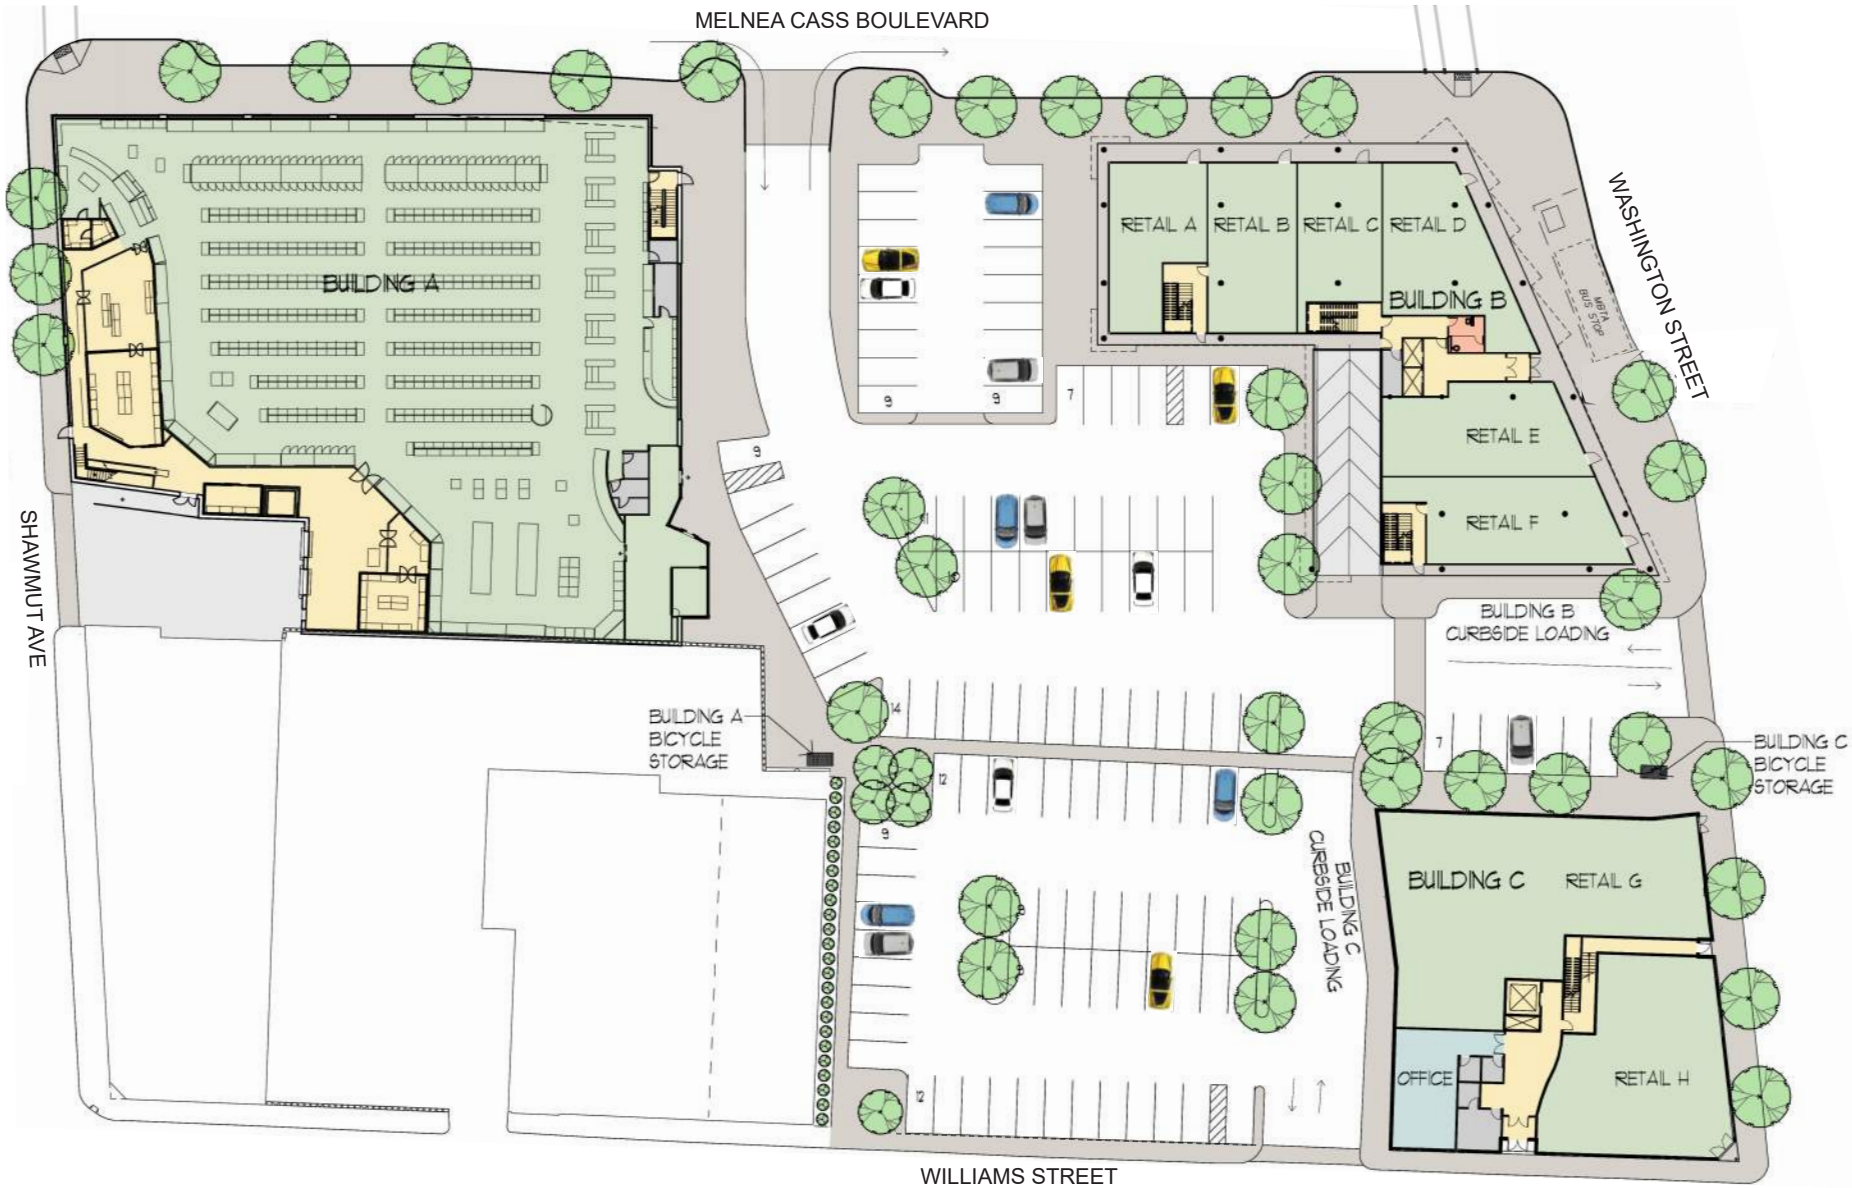 MELNEA CASS BOULEVARD
WASHINGTON STREET
SHAWMUT AVE
WILLIAMS STREET
BUILDING A
RETAIL A
RETAIL B
RETAIL C
RETAIL D
BUILDING B
MBTA
BUS STOP
RETAIL E
RETAIL F
9
9
7
9
11
BUILDING B
CURBSIDE LOADING
14
BUILDING A
BICYCLE
STORAGE
12
9
7
BUILDING C
BICYCLE
STORAGE
BUILDING C
CURBSIDE LOADING
BUILDING C
RETAIL G
OFFICE
RETAIL H
12